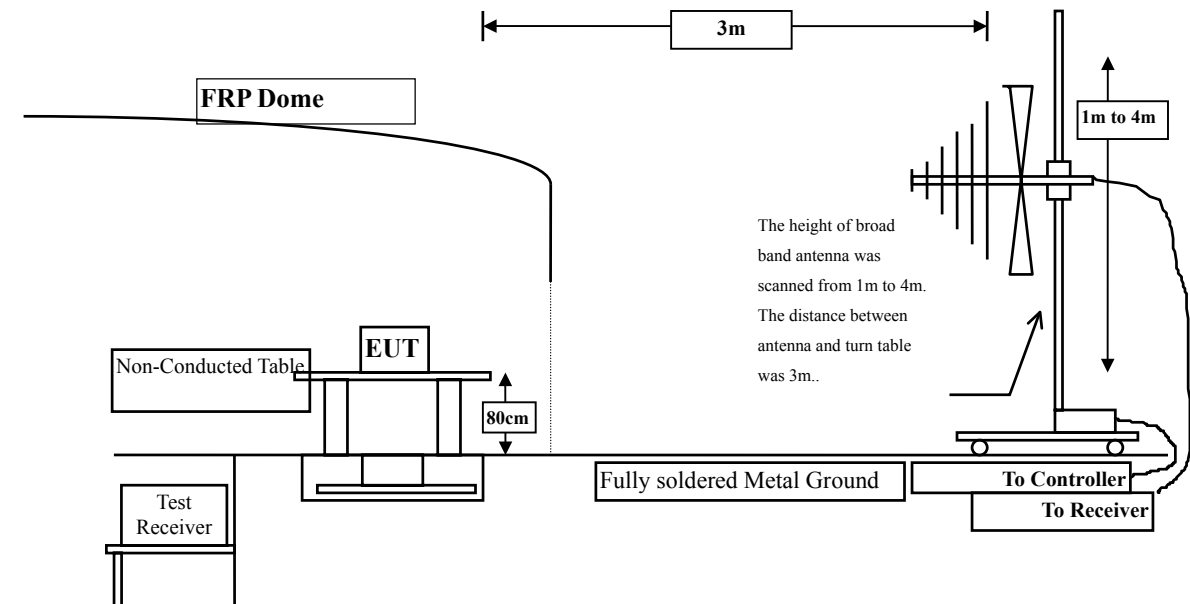 3m
FRP Dome
1m to 4m
The height of broad
band antenna was
scanned from 1m to 4m.
The distance between
antenna and turn table
was 3m..
EUT
Non-Conducted Table
80cm
Fully soldered Metal Ground
To Controller
To Receiver
Test
Receiver